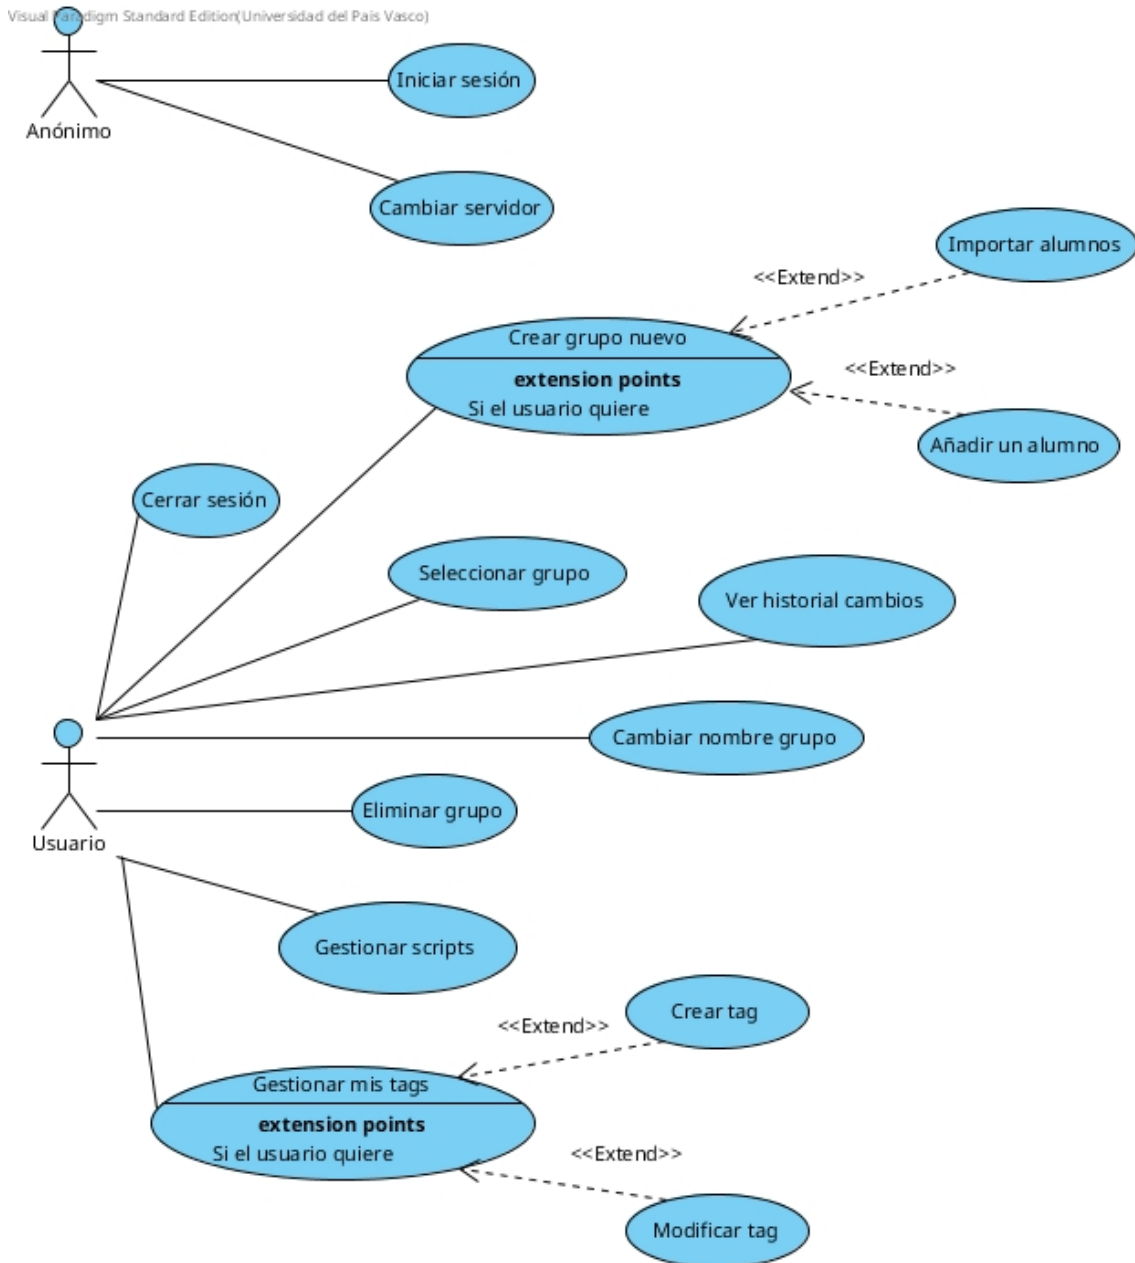 Visual Paradigm Standard Edition(Universidad del Pais Vasco)
Iniciar sesión
Anónimo
Cambiar servidor
Importar alumnos
<<Extend>>
Crear grupo nuevo
extension points
Si el usuario quiere
<<Extend>>
Añadir un alumno
Cerrar sesión
Seleccionar grupo
Ver historial cambios
Cambiar nombre grupo
Eliminar grupo
Usuario
Gestionar scripts
Crear tag
<<Extend>>
Gestionar mis tags
extension points
Si el usuario quiere
<<Extend>>
Modificar tag